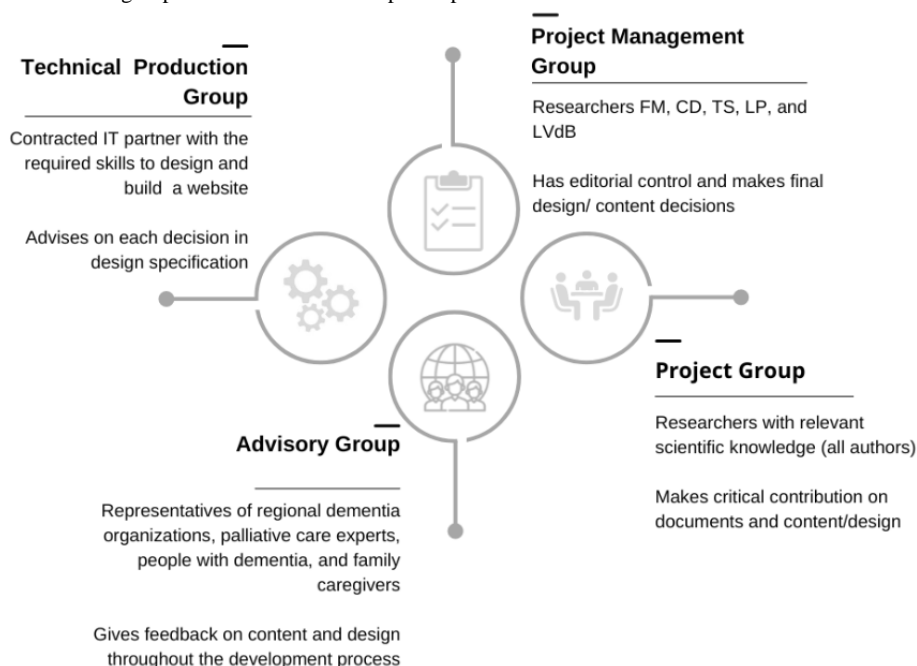 Technical Production
Group
Contracted IT partner with the
required skills to design and
build a website
Advises on each decision in
design specification
Project Management
Group
Researchers FM, CD, TS, LP, and
LVdB
Has editorial control and makes final
design/ content decisions
Project Group
Researchers with relevant
scientific knowledge (all authors)
Makes critical contribution on
documents and content/design
Advisory Group
Representatives of regional dementia
organizations, palliative care experts,
people with dementia, and family
caregivers
Gives feedback on content and design
throughout the development process